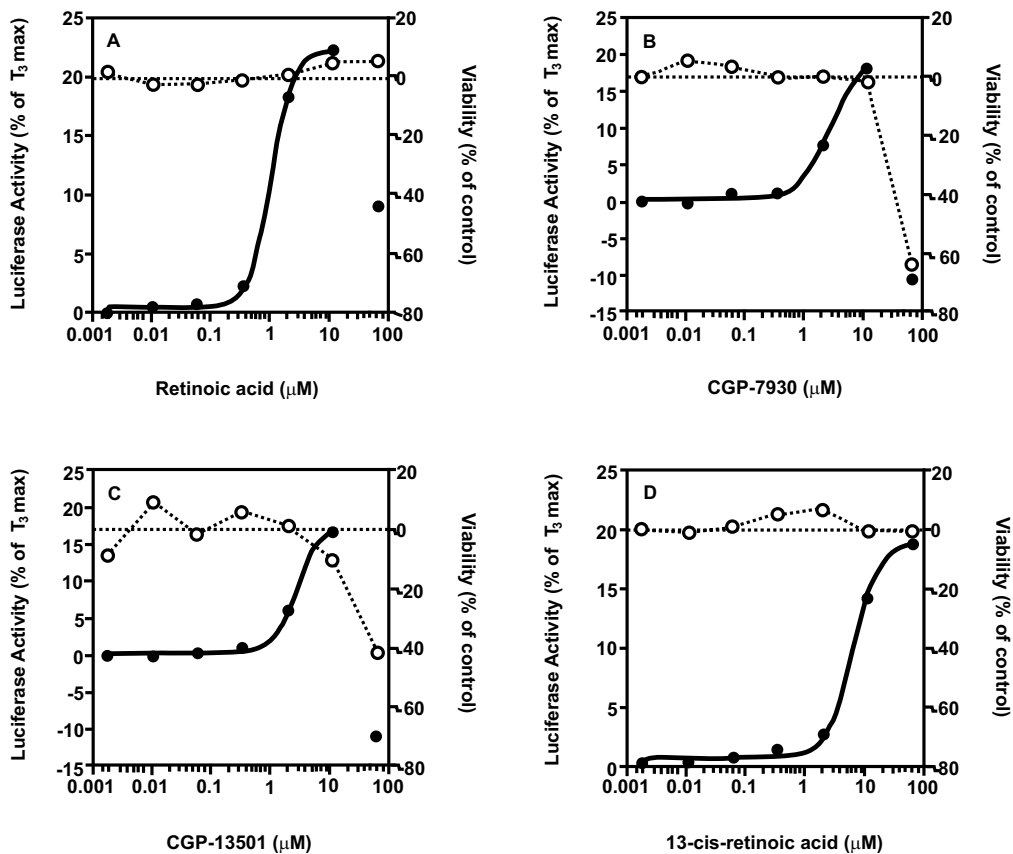 A
Luciferase Activity (% of T3 max)
25
20
15
10
5
0
20
0
-20
-40
-60
-80
Viability (% of control)
0.001 0.01 0.1 1 10 100
Retinoic acid (μM)
B
Luciferase Activity (% of T3 max)
25
20
15
10
5
0
-5
-10
-15
20
0
-20
-40
-60
-80
Viability (% of control)
0.001 0.01 0.1 1 10 100
CGP-7930 (μM)
C
Luciferase Activity (% of T3 max)
25
20
15
10
5
0
-5
-10
-15
20
0
-20
-40
-60
-80
Viability (% of control)
0.001 0.01 0.1 1 10 100
CGP-13501 (μM)
D
Luciferase Activity (% of T3 max)
25
20
15
10
5
0
20
0
-20
-40
-60
-80
Viability (% of control)
0.001 0.01 0.1 1 10 100
13-cis-retinoic acid (μM)